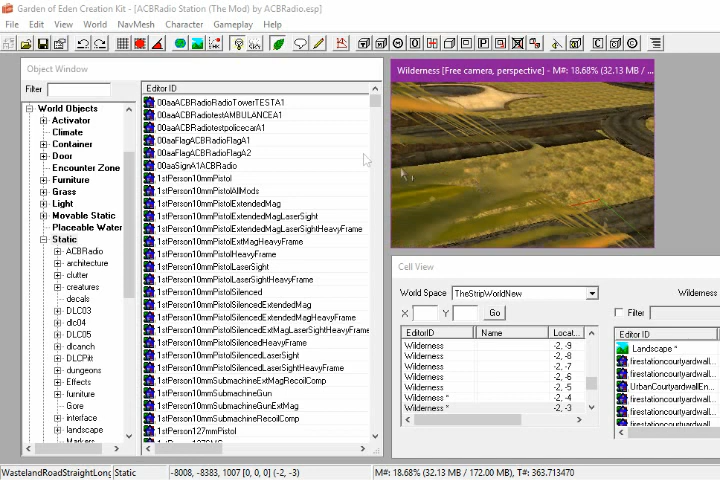 Garden of Eden Creation Kit - [ACBRadio Station (The Mod) by ACBRadio.esp]
File Edit View World NavMesh Character Gameplay Help
Object Window
Filter
World Objects
Activator
Climate
Container
Door
Encounter Zone
Furniture
Grass
Light
Movable Static
Placeable Water
Static
ACBRadio
architecture
clutter
creatures
decals
DLC03
dlc04
DLC05
dlcanch
DLCPitt
dungeons
Effects
furniture
Gore
interface
landscape
Markers
Editor ID
00aaACBRadioRadioTowerTESTA1
00aaACBRadiotestAMBULANCEA1
00aaACBRadiotestpolicecarA1
00aaFlagACBRadioFlagA1
00aaFlagACBRadioFlagA2
00aaSignA1ACBRadio
1stPerson10mmPistol
1stPerson10mmPistolAllMods
1stPerson10mmPistolExtendedMag
1stPerson10mmPistolExtendedMagLaserSight
1stPerson10mmPistolExtendedMagLaserSightHeavyFrame
1stPerson10mmPistolExtMagHeavyFrame
1stPerson10mmPistolHeavyFrame
1stPerson10mmPistolLaserSight
1stPerson10mmPistolLaserSightHeavyFrame
1stPerson10mmPistolSilenced
1stPerson10mmPistolSilencedExtendedMag
1stPerson10mmPistolSilencedExtendedMagHeavyFrame
1stPerson10mmPistolSilencedExtMagLaserSightHeavyFrame
1stPerson10mmPistolSilencedHeavyFrame
1stPerson10mmPistolSilencedLaserSight
1stPerson10mmPistolSilencedLaserSightHeavyFrame
1stPerson10mmSubmachineExtMagRecoilComp
1stPerson10mmSubmachineGun
1stPerson10mmSubmachineGunExtMag
1stPerson10mmSubmachineRecoilComp
1stPerson127mmPistol
Wilderness [Free camera, perspective] - M#: 18.68% (32.13 MB / ...
Cell View
World Space TheStripWorldNew Wilderness
X Y Go Filter
EditorID Name Locat...
Wilderness -2, -9
Wilderness -2, -8
Wilderness -2, -7
Wilderness -2, -6
Wilderness -2, -5
Wilderness * -2, -4
Wilderness * -2, -3
Editor ID
Landscape *
firestationcourtyardwall...
firestationcourtyardwall...
UrbanCourtyardwallEn...
firestationcourtyardwall...
firestationcourtyardwall...
firestationcourtyardwall...
WastelandRoadStraightLong Static -8008, -8383, 1007 [0, 0, 0] (-2, -3) M#: 18.68% (32.13 MB / 172.00 MB), T#: 363.713470